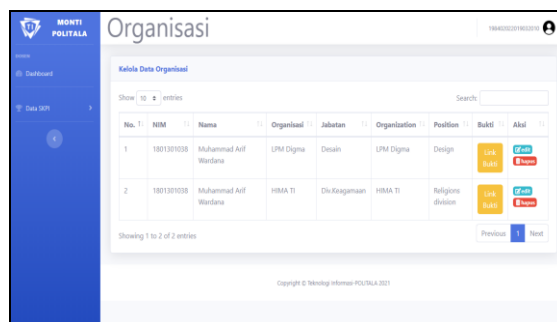 MONTI
POLITALA
Organisasi
Dashboard
Data SKPI
Kelola Data Organisasi
Show 10 entries
Search:
No. NIM Nama Organisasi Jabatan Organization Position Bukti Aksi
1 1801301038 Muhammad Arif Wardana LPM Digma Desain LPM Digma Design Link Bukti edit hapus
2 1801301038 Muhammad Arif Wardana HIMA TI Div.Keagamaan HIMA TI Religions division Link Bukti edit hapus
Showing 1 to 2 of 2 entries
Previous 1 Next
Copyright © Teknologi Informasi-POLITALA 2021